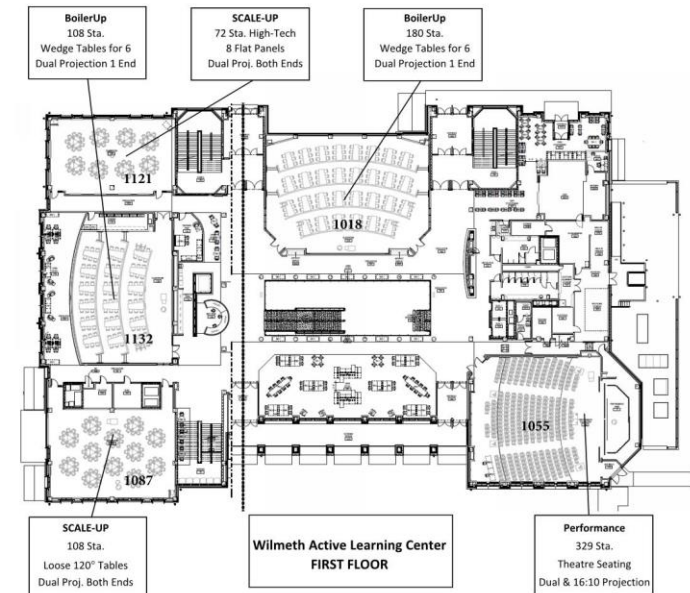 BoilerUp
108 Sta.
Wedge Tables for 6
Dual Projection 1 End
SCALE-UP
72 Sta. High-Tech
8 Flat Panels
Dual Proj. Both Ends
BoilerUp
180 Sta.
Wedge Tables for 6
Dual Projection 1 End
1121
1018
1132
1055
1087
SCALE-UP
108 Sta.
Loose 120° Tables
Dual Proj. Both Ends
Wilmeth Active Learning Center
FIRST FLOOR
Performance
329 Sta.
Theatre Seating
Dual & 16:10 Projection